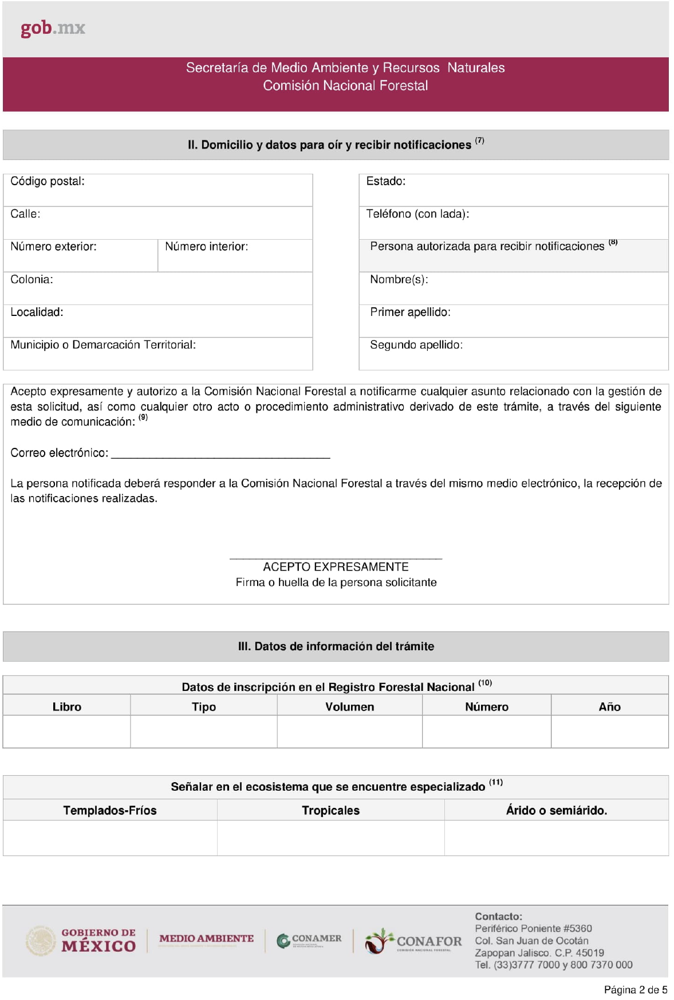 gob.mx
Secretaría de Medio Ambiente y Recursos Naturales
Comisión Nacional Forestal
II. Domicilio y datos para oír y recibir notificaciones (7)
Código postal:
Calle:
Número exterior: Número interior:
Colonia:
Localidad:
Municipio o Demarcación Territorial:
Estado:
Teléfono (con lada):
Persona autorizada para recibir notificaciones (8)
Nombre(s):
Primer apellido:
Segundo apellido:
Acepto expresamente y autorizo a la Comisión Nacional Forestal a notificarme cualquier asunto relacionado con la gestión de
esta solicitud, así como cualquier otro acto o procedimiento administrativo derivado de este trámite, a través del siguiente
medio de comunicación: (9)
Correo electrónico: ___________________________________
La persona notificada deberá responder a la Comisión Nacional Forestal a través del mismo medio electrónico, la recepción de
las notificaciones realizadas.
__________________________________
ACEPTO EXPRESAMENTE
Firma o huella de la persona solicitante
III. Datos de información del trámite
Datos de inscripción en el Registro Forestal Nacional (10)
Libro Tipo Volumen Número Año
Señalar en el ecosistema que se encuentre especializado (11)
Templados-Fríos Tropicales Árido o semiárido.
GOBIERNO DE
MÉXICO
MEDIO AMBIENTE
CONAMER
CONAFOR
COMISIÓN NACIONAL FORESTAL
Contacto:
Periférico Poniente #5360
Col. San Juan de Ocotán
Zapopan Jalisco. C.P. 45019
Tel. (33)3777 7000 y 800 7370 000
Página 2 de 5